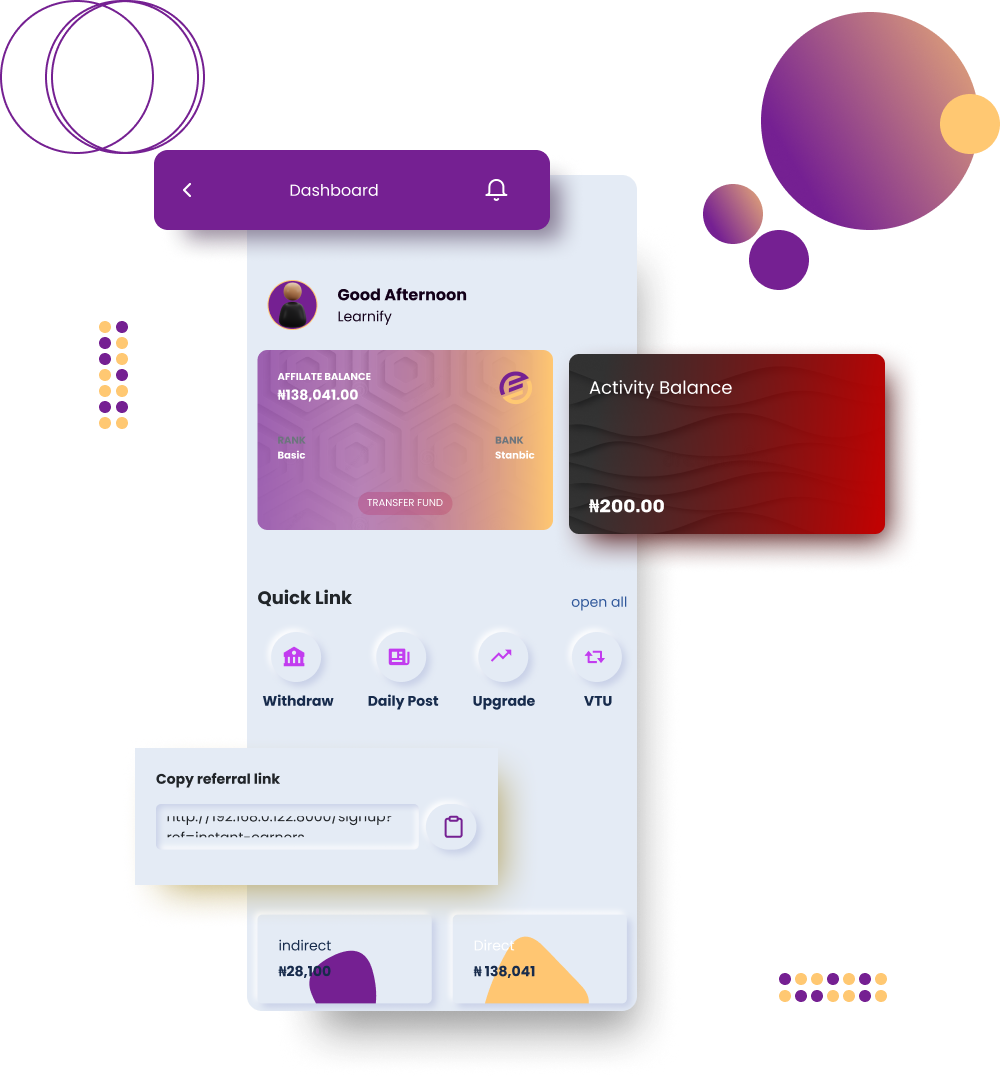 Dashboard
Good Afternoon
Learnify
AFFILATE BALANCE
₦138,041.00
RANK
Basic
BANK
Stanbic
TRANSFER FUND
Activity Balance
₦200.00
Quick Link
open all
Withdraw
Daily Post
Upgrade
VTU
Copy referral link
http://192.168.0.122:8000/signup?
ref=instant-earners
indirect
₦28,100
Direct
₦ 138,041